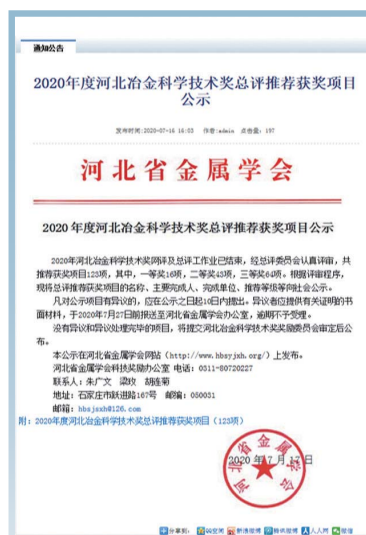 通知公告
2020年度河北冶金科学技术奖总评推荐获奖项目
公示
发布时间:2020-07-16 16:03 作者:admin 点击量: 197
河北省金属学会
2020 年度河北冶金科学技术奖总评推荐获奖项目公示
2020年河北冶金科学技术奖网评及总评工作业已结束，经总评委员会认真评审，共
推荐获奖项目123项，其中，一等奖16项，二等奖43项，三等奖64项。根据评审程序，
现将总评获奖项目的名称、主要完成人、完成单位、推荐等级等向社会公示。
凡对公示项目有异议的，应在公示之日起10日内提出。异议者应提供有关证明的书
面材料，于2020年7月27日前报送至河北省金属学会办公室，逾期不予受理。
没有异议和异议处理完毕的项目，将提交河北冶金科学技术奖奖励委员会审定后公
布。
本公示在河北省金属学会网站（http://www.hbsjxh.org/）上发布。
河北省金属学会科技奖励办公室 电话：0311-80720227
联系人：朱广文 梁玫 胡连菊
地址：石家庄市跃进路167号 邮编：050031
邮箱：hbsjsxh@126.com
附：2020年度河北冶金科学技术奖总评推荐获奖项目（123项）
2020 年 7 月 17 日
河北省金属学会
分享到： QQ空间 新浪微博 腾讯微博 人人网 微信